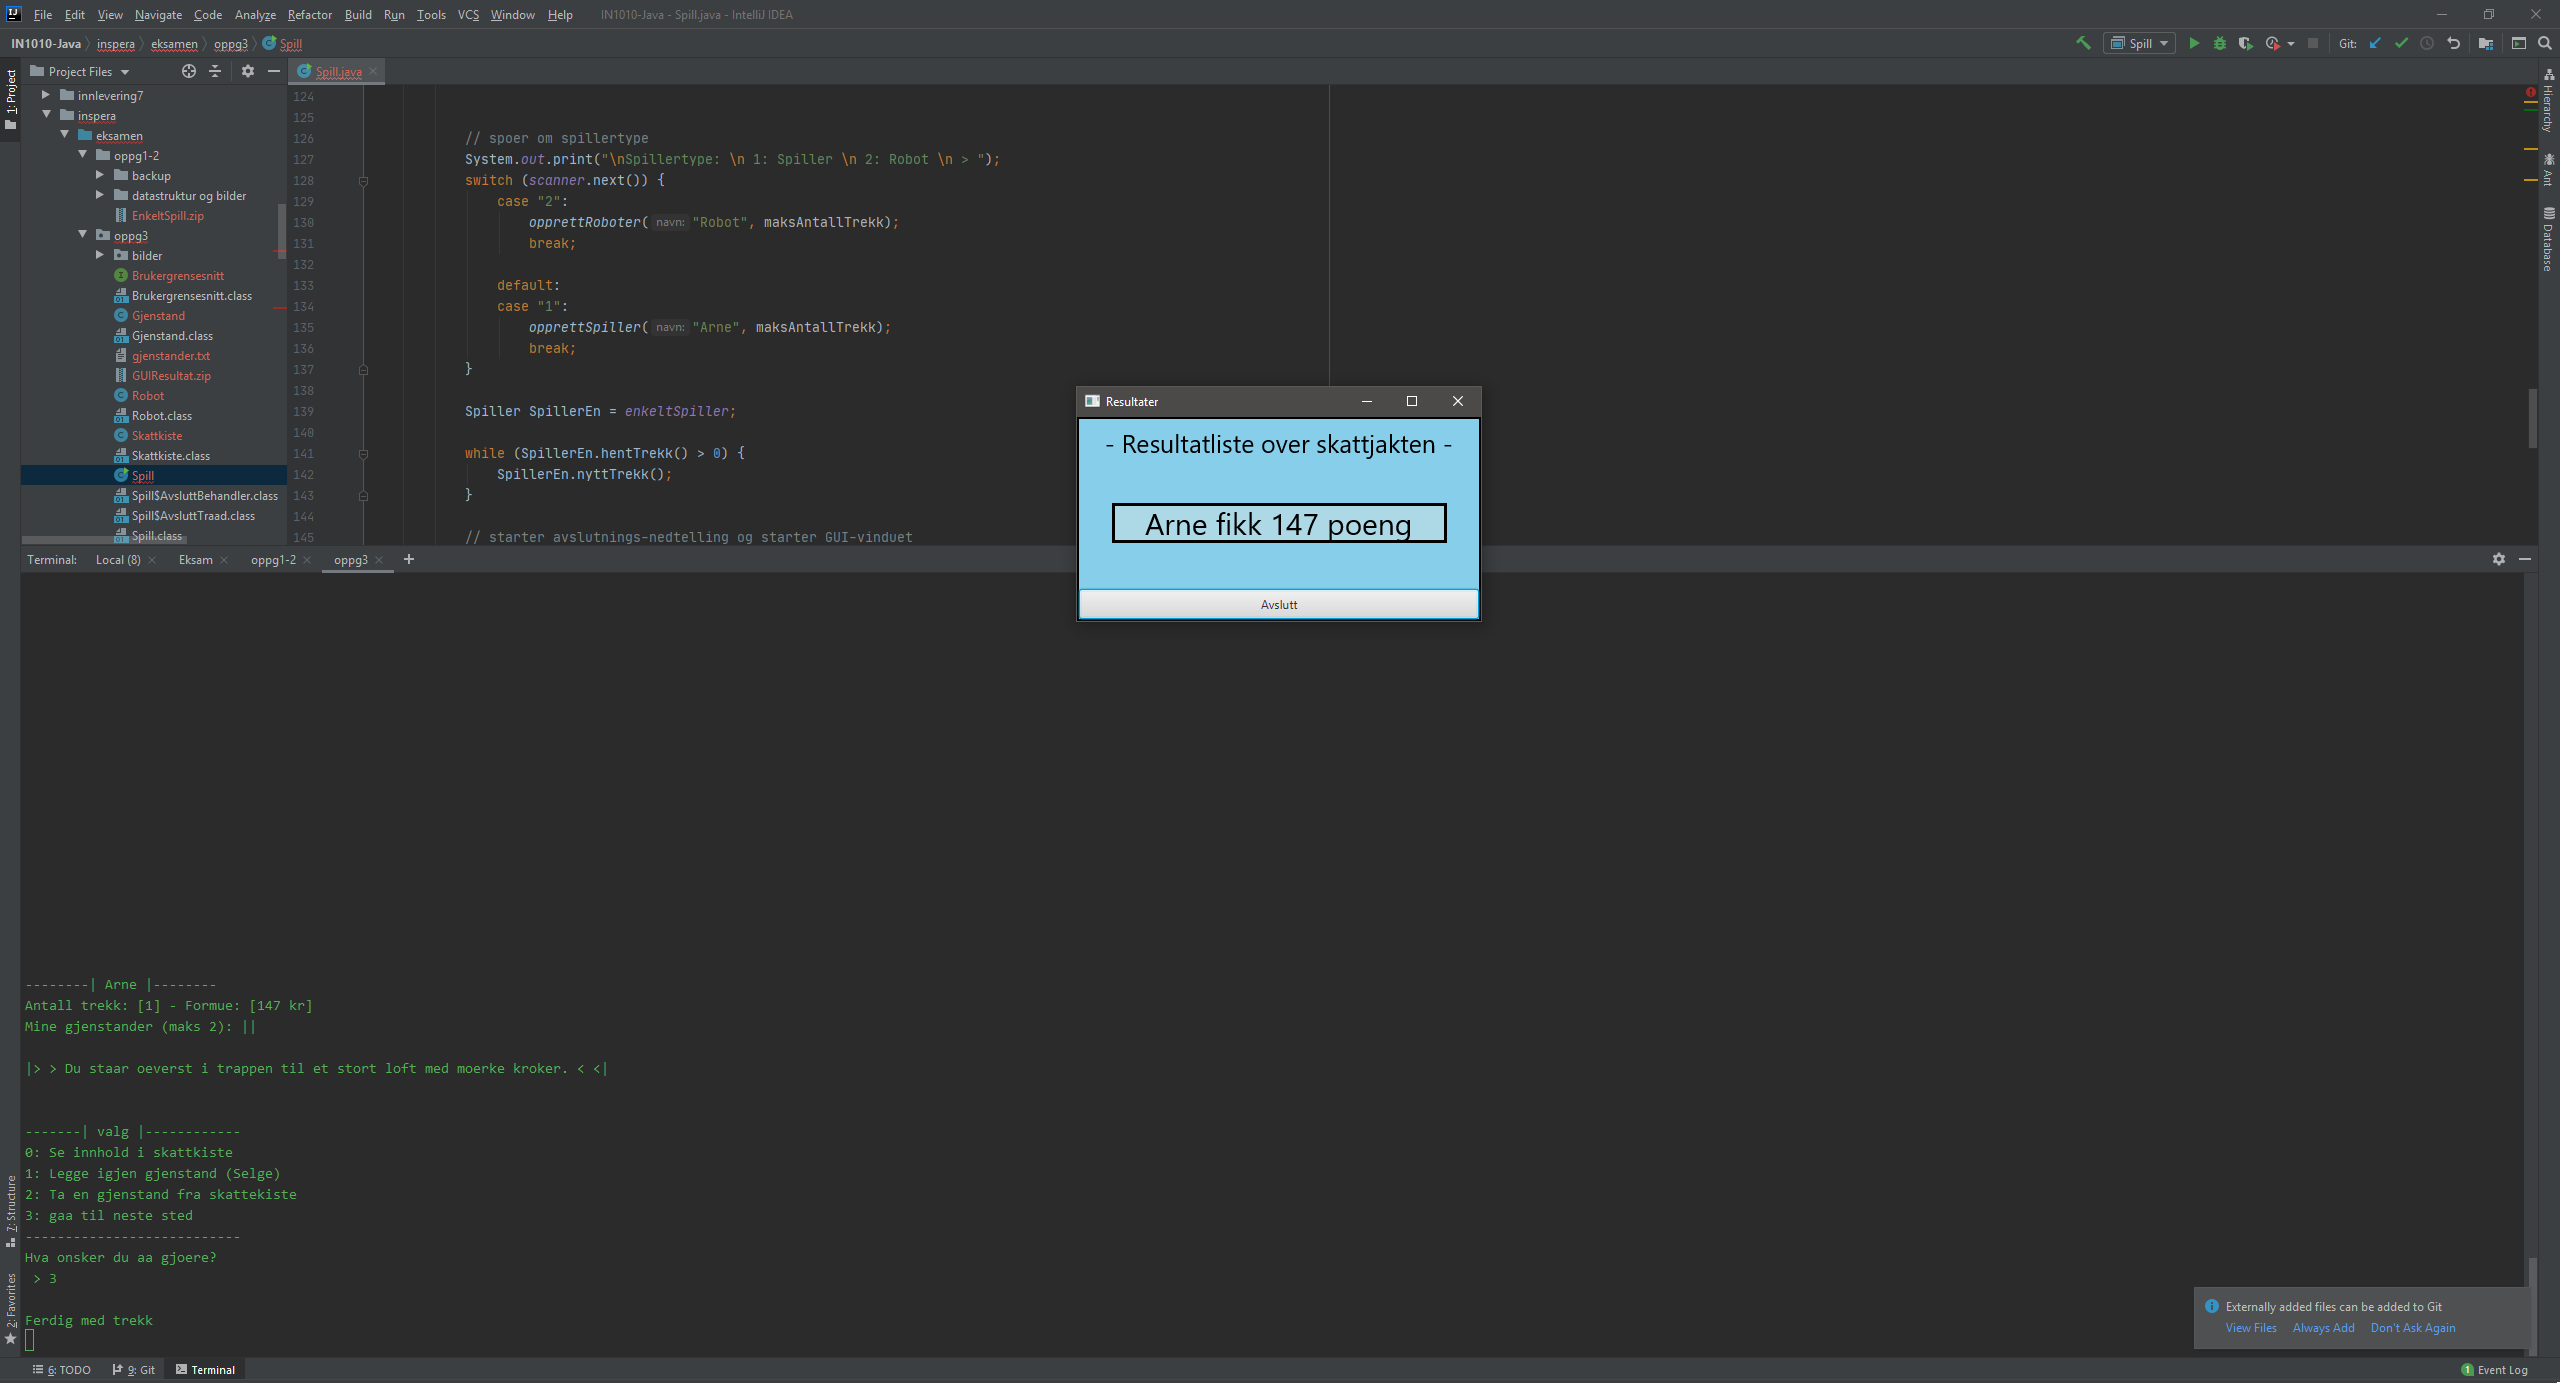 File Edit View Navigate Code Analyze Refactor Build Run Tools VCS Window Help IN1010-Java - Spill.java - IntelliJ IDEA
IN1010-Java inspera eksamen oppg3 Spill
Spill
Git:
1: Project
Project Files
innlevering7
inspera
eksamen
oppg1-2
backup
datastruktur og bilder
EnkeltSpill.zip
oppg3
bilder
Brukergrensesnitt
Brukergrensesnitt.class
Gjenstand
Gjenstand.class
gjenstander.txt
GUIResultat.zip
Robot
Robot.class
Skattkiste
Skattkiste.class
Spill
Spill$AvsluttBehandler.class
Spill$AvsluttTraad.class
Spill.class
Spill.java
124
125
126 // spoer om spillertype
127 System.out.print("\nSpillertype: \n 1: Spiller \n 2: Robot \n > ");
128 switch (scanner.next()) {
129 case "2":
130 opprettRoboter( navn: "Robot", maksAntallTrekk);
131 break;
132
133 default:
134 case "1":
135 opprettSpiller( navn: "Arne", maksAntallTrekk);
136 break;
137 }
138
139 Spiller SpillerEn = enkeltSpiller;
140
141 while (SpillerEn.hentTrekk() > 0) {
142 SpillerEn.nyttTrekk();
143 }
144
145 // starter avslutnings-nedtelling og starter GUI-vinduet
Hierarchy
Ant
Database
Resultater
- Resultatliste over skattjakten -
Arne fikk 147 poeng
Avslutt
Terminal: Local (8) Eksam oppg1-2 oppg3
--------| Arne |--------
Antall trekk: [1] - Formue: [147 kr]
Mine gjenstander (maks 2): ||
|> > Du staar oeverst i trappen til et stort loft med moerke kroker. < <|
-------| valg |------------
0: Se innhold i skattkiste
1: Legge igjen gjenstand (Selge)
2: Ta en gjenstand fra skattekiste
3: gaa til neste sted
---------------------------
Hva onsker du aa gjoere?
> 3
Ferdig med trekk
7: Structure
2: Favorites
Externally added files can be added to Git
View Files Always Add Don't Ask Again
6: TODO 9: Git Terminal
1 Event Log